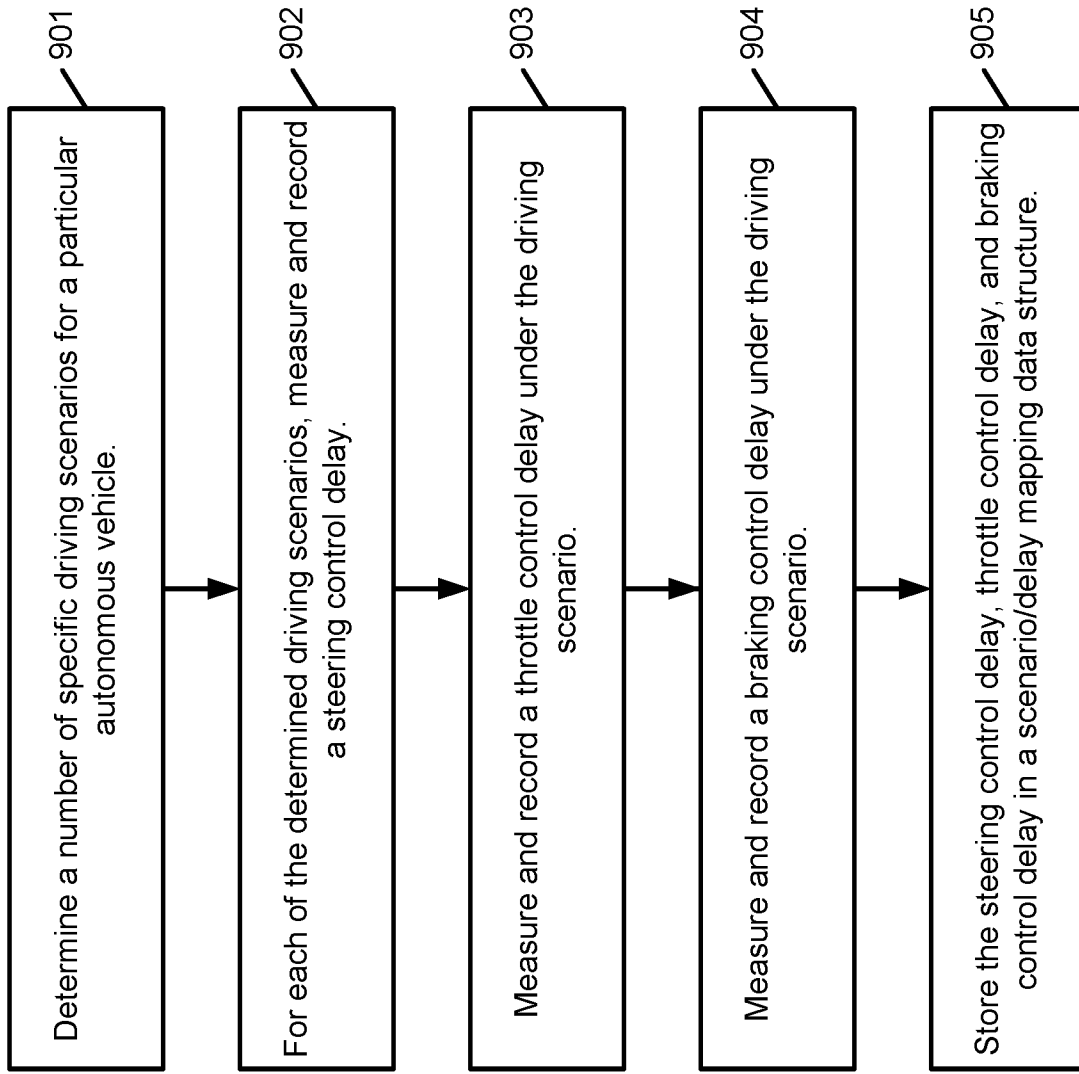 Determine a number of specific driving scenarios for a particular
autonomous vehicle.
901
For each of the determined driving scenarios, measure and record
a steering control delay.
902
Measure and record a throttle control delay under the driving
scenario.
903
Measure and record a braking control delay under the driving
scenario.
904
Store the steering control delay, throttle control delay, and braking
control delay in a scenario/delay mapping data structure.
905